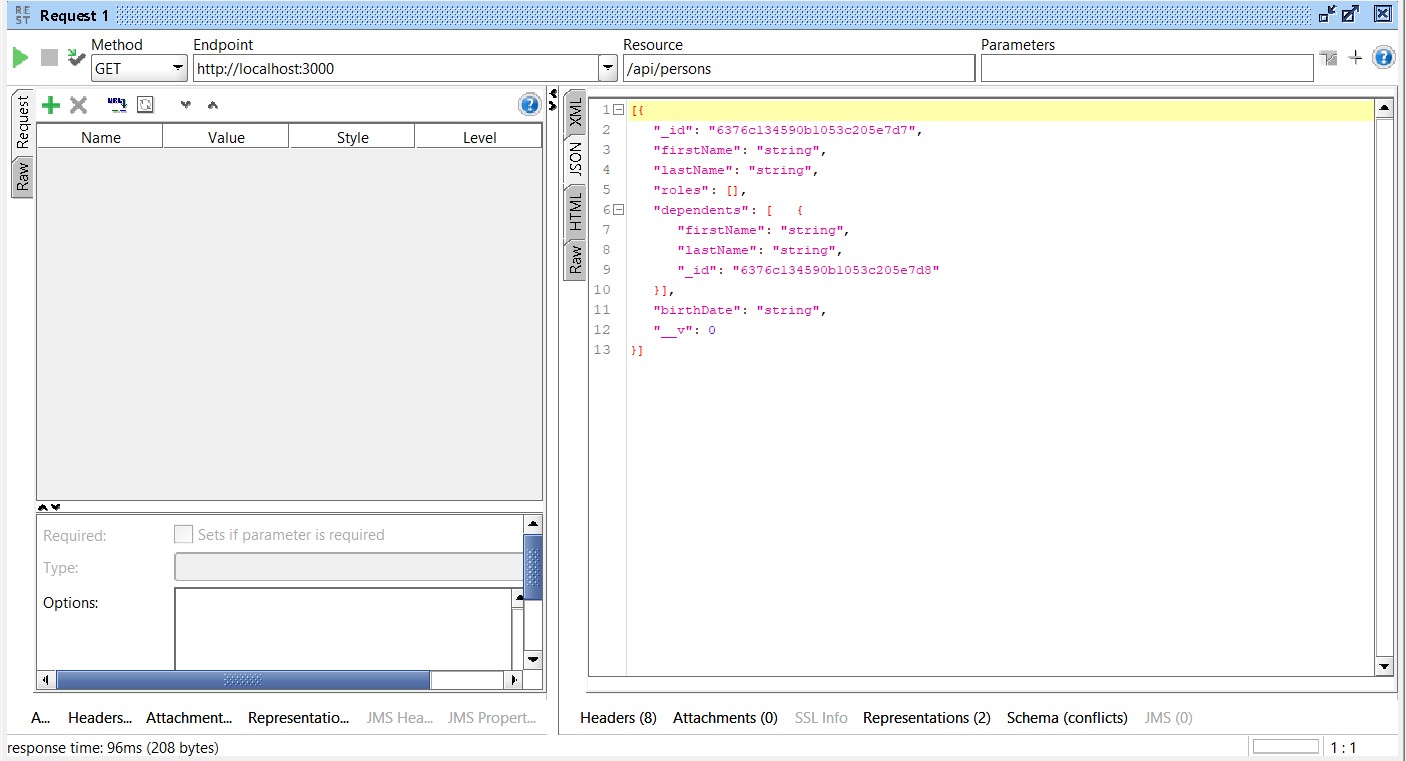 REST Request 1
Method Endpoint Resource Parameters
GET http://localhost:3000 /api/persons
Request
Raw
Name Value Style Level
Required: Sets if parameter is required
Type:
Options:
A... Headers... Attachment... Representatio... JMS Hea... JMS Propert...
XML
JSON
HTML
Raw
1 [{
2 "_id": "6376c134590b1053c205e7d7",
3 "firstName": "string",
4 "lastName": "string",
5 "roles": [],
6 "dependents": [ {
7 "firstName": "string",
8 "lastName": "string",
9 "_id": "6376c134590b1053c205e7d8"
10 }],
11 "birthDate": "string",
12 "__v": 0
13 }]
Headers (8) Attachments (0) SSL Info Representations (2) Schema (conflicts) JMS (0)
response time: 96ms (208 bytes)
1 : 1